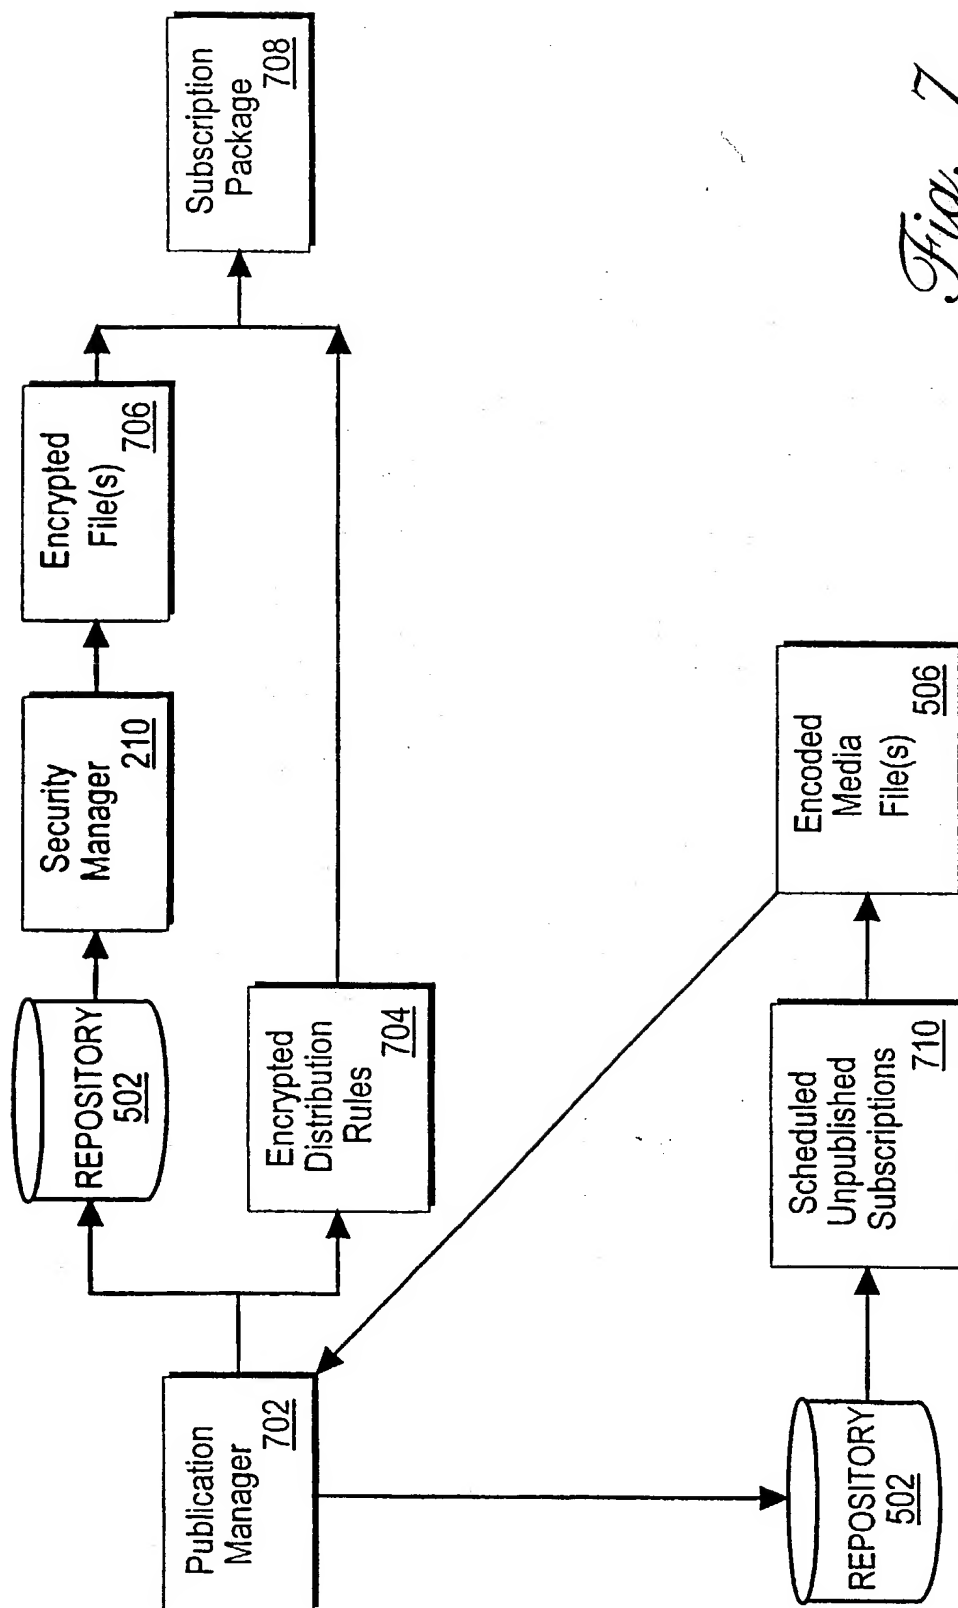 Publication
Manager
702
REPOSITORY
502
Security
Manager
210
Encrypted
File(s)
706
Encrypted
Distribution
Rules
704
Subscription
Package
708
REPOSITORY
502
Scheduled
Unpublished
Subscriptions
710
Encoded
Media
File(s)
506
Fig. 7